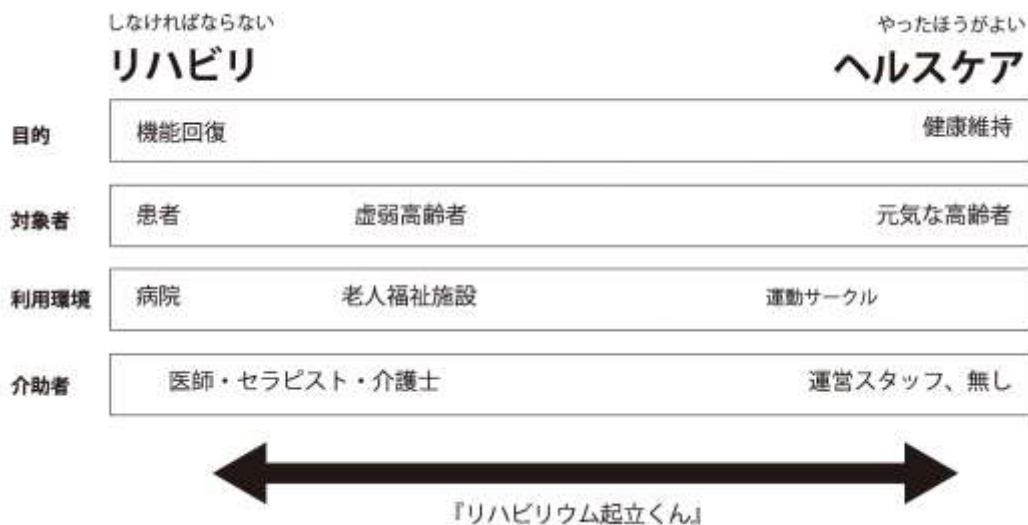 しなければならない やったほうがよい
リハビリ ヘルスケア
目的 機能回復 健康維持
対象者 患者 虚弱高齢者 元気な高齢者
利用環境 病院 老人福祉施設 運動サークル
介助者 医師・セラピスト・介護士 運営スタッフ、無し
『リハビリウム起立くん』